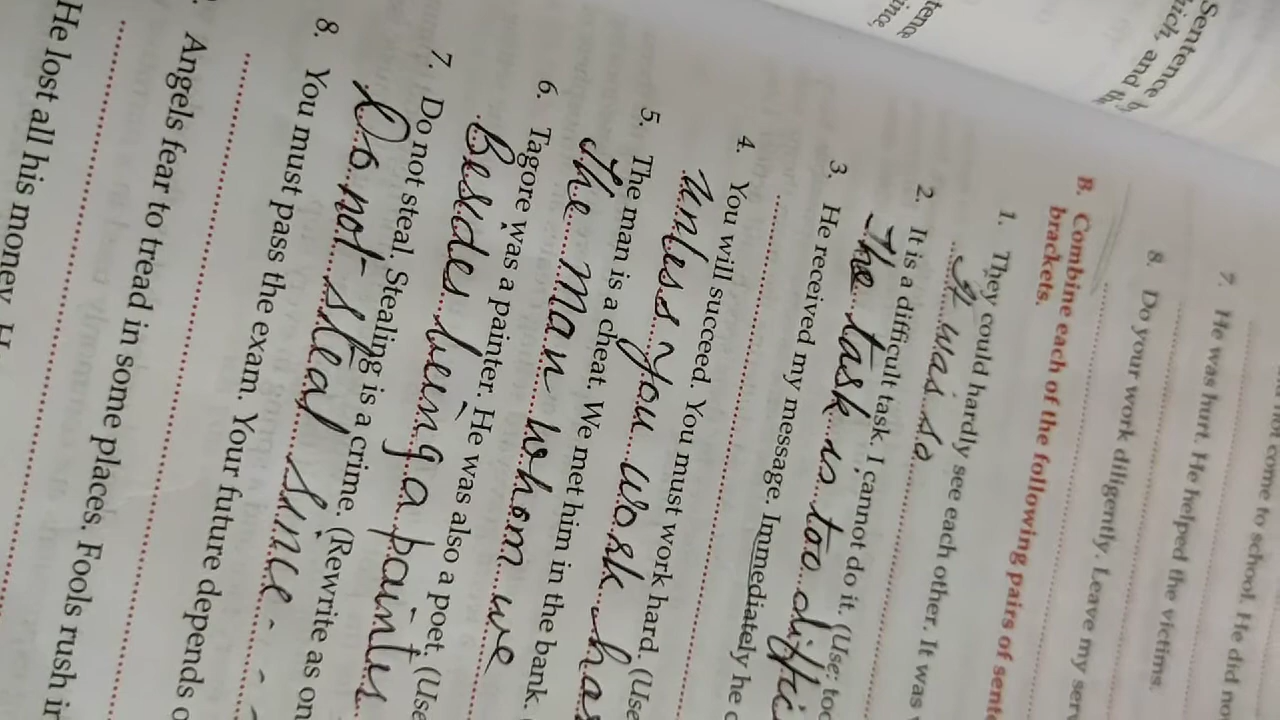 Sentence
which, and
tence
not come to school. He did no
7. He was hurt. He helped the victims.
8. Do your work diligently. Leave my ser
B. Combine each of the following pairs of sent
brackets.
1. They could hardly see each other. It was
It was so
2. It is a difficult task. I cannot do it. (Use: too
The task is too diffic
3. He received my message. Immediately he
4. You will succeed. You must work hard. (Use
Unless you work har
5. The man is a cheat. We met him in the bank.
The man whom we
6. Tagore was a painter. He was also a poet. (Use
Besides being a painter
7. Do not steal. Stealing is a crime. (Rewrite as on
Do not steal since - -
8. You must pass the exam. Your future depends o
Angels fear to tread in some places. Fools rush in
He lost all his money. H